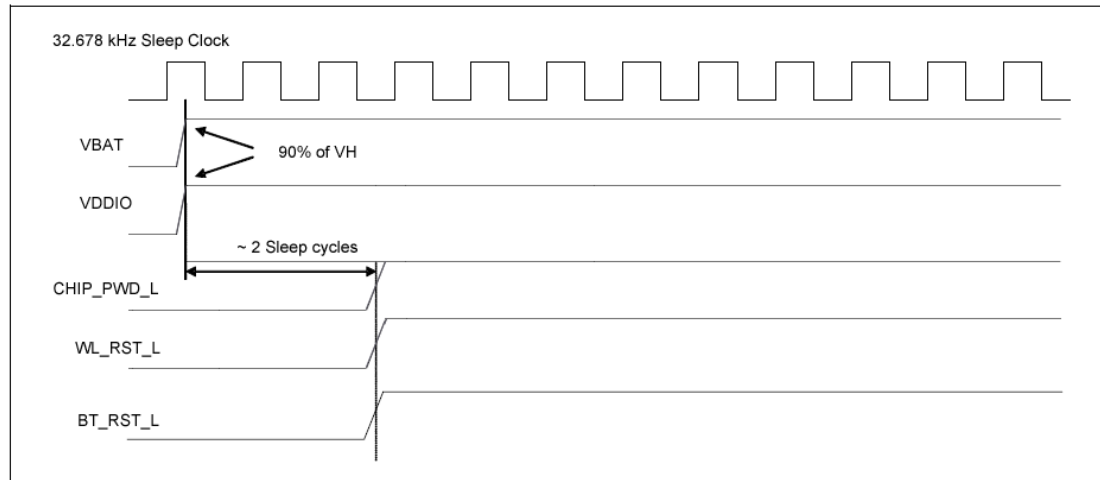 32.678 kHz Sleep Clock
VBAT
90% of VH
VDDIO
~ 2 Sleep cycles
CHIP_PWD_L
WL_RST_L
BT_RST_L